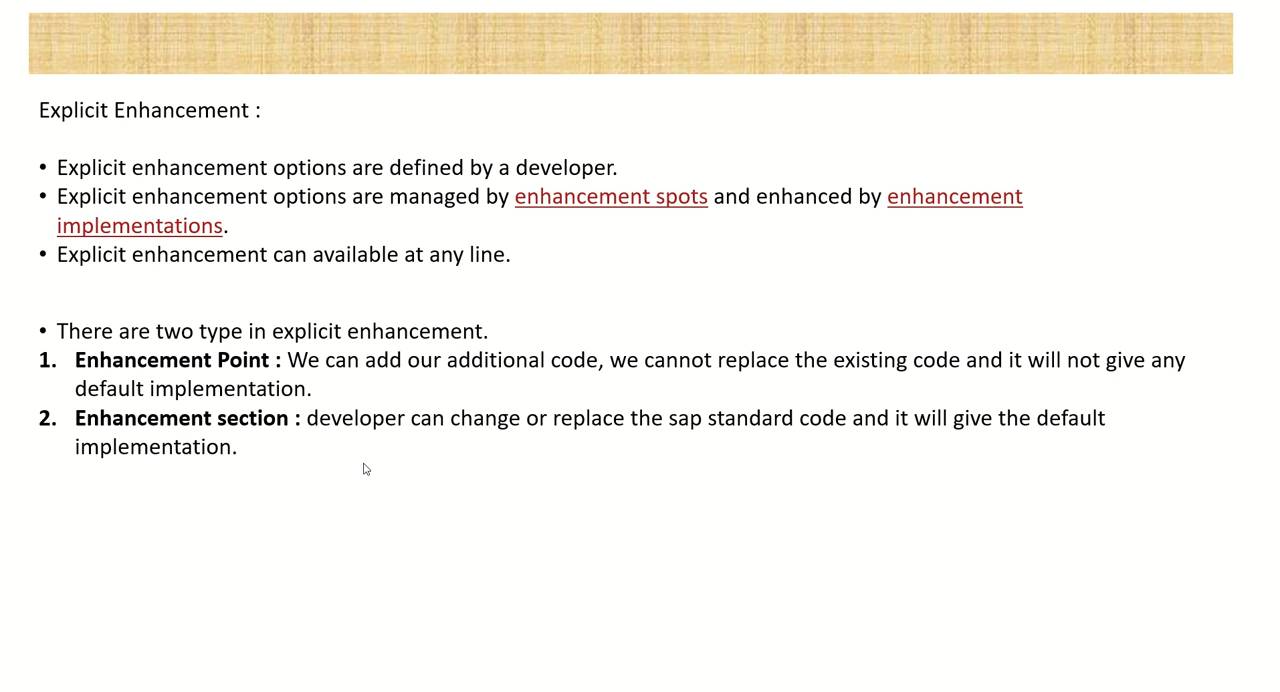 Explicit Enhancement :
• Explicit enhancement options are defined by a developer.
• Explicit enhancement options are managed by enhancement spots and enhanced by enhancement
implementations.
• Explicit enhancement can available at any line.
• There are two type in explicit enhancement.
1. Enhancement Point : We can add our additional code, we cannot replace the existing code and it will not give any
default implementation.
2. Enhancement section : developer can change or replace the sap standard code and it will give the default
implementation.